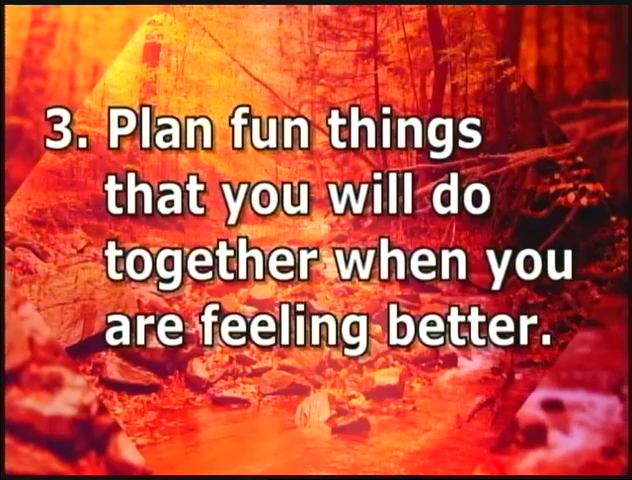 3. Plan fun things
that you will do
together when you
are feeling better.